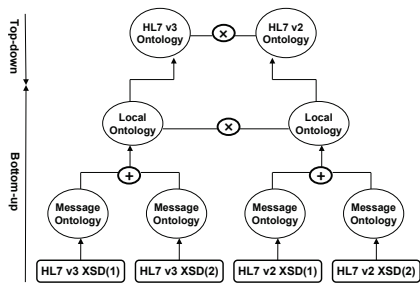 Top-down
Bottom-up
HL7 v3
Ontology
×
HL7 v2
Ontology
Local
Ontology
×
Local
Ontology
+
+
Message
Ontology
Message
Ontology
Message
Ontology
Message
Ontology
HL7 v3 XSD(1)
HL7 v3 XSD(2)
HL7 v2 XSD(1)
HL7 v2 XSD(2)